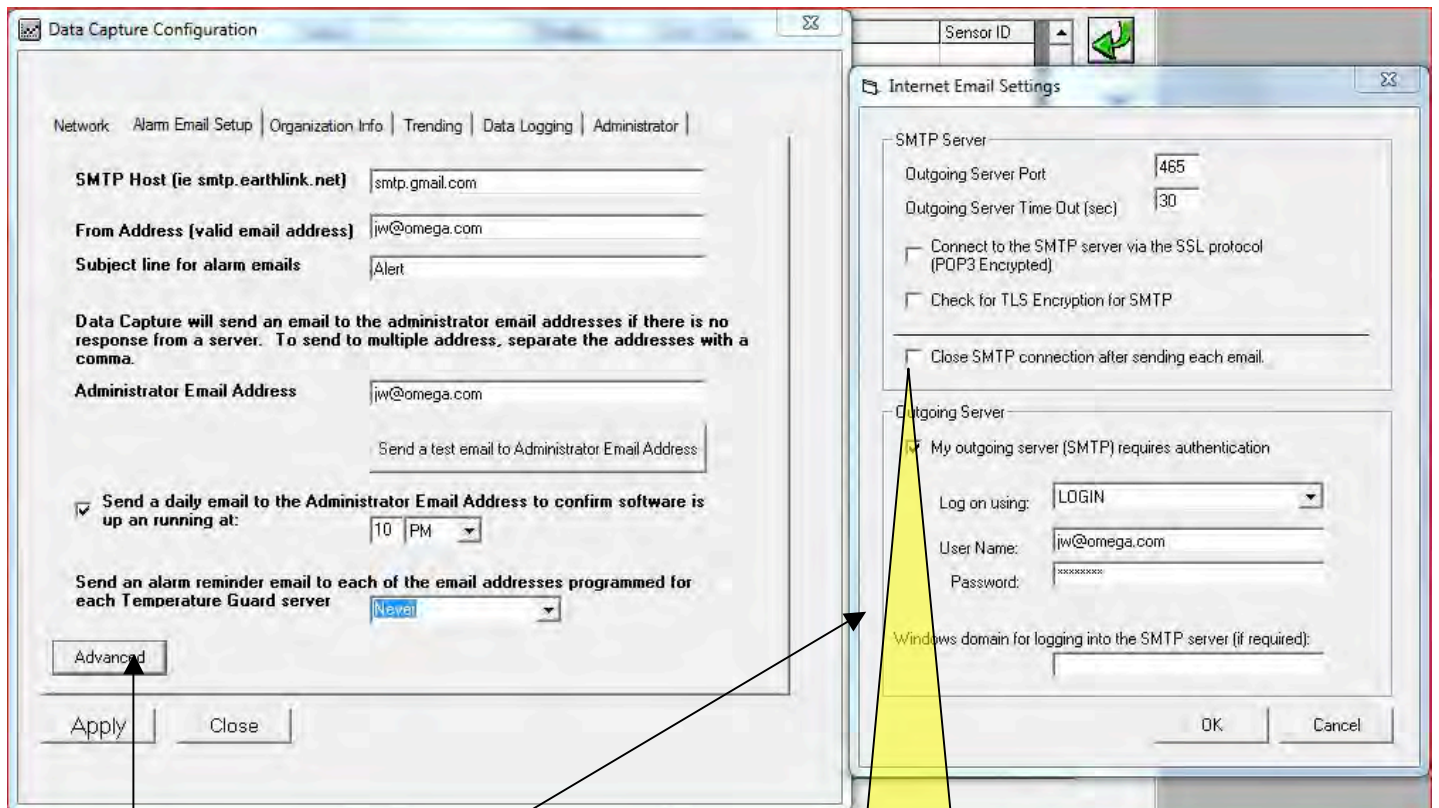 Data Capture Configuration
Network
Alarm Email Setup
Organization Info
Trending
Data Logging
Administrator
SMTP Host (ie smtp.earthlink.net)
smtp.gmail.com
From Address (valid email address)
jw@omega.com
Subject line for alarm emails
Alert
Data Capture will send an email to the administrator email addresses if there is no
response from a server. To send to multiple address, separate the addresses with a
comma.
Administrator Email Address
jw@omega.com
Send a test email to Administrator Email Address
Send a daily email to the Administrator Email Address to confirm software is
up an running at:
10 PM
Send an alarm reminder email to each of the email addresses programmed for
each Temperature Guard server
Never
Advanced
Apply
Close
Sensor ID
Internet Email Settings
SMTP Server
Outgoing Server Port
465
Outgoing Server Time Out (sec)
30
Connect to the SMTP server via the SSL protocol
(POP3 Encrypted)
Check for TLS Encryption for SMTP
Close SMTP connection after sending each email.
Outgoing Server
My outgoing server (SMTP) requires authentication
Log on using:
LOGIN
User Name:
jw@omega.com
Password:
xxxxxxxx
Windows domain for logging into the SMTP server (if required):
OK
Cancel